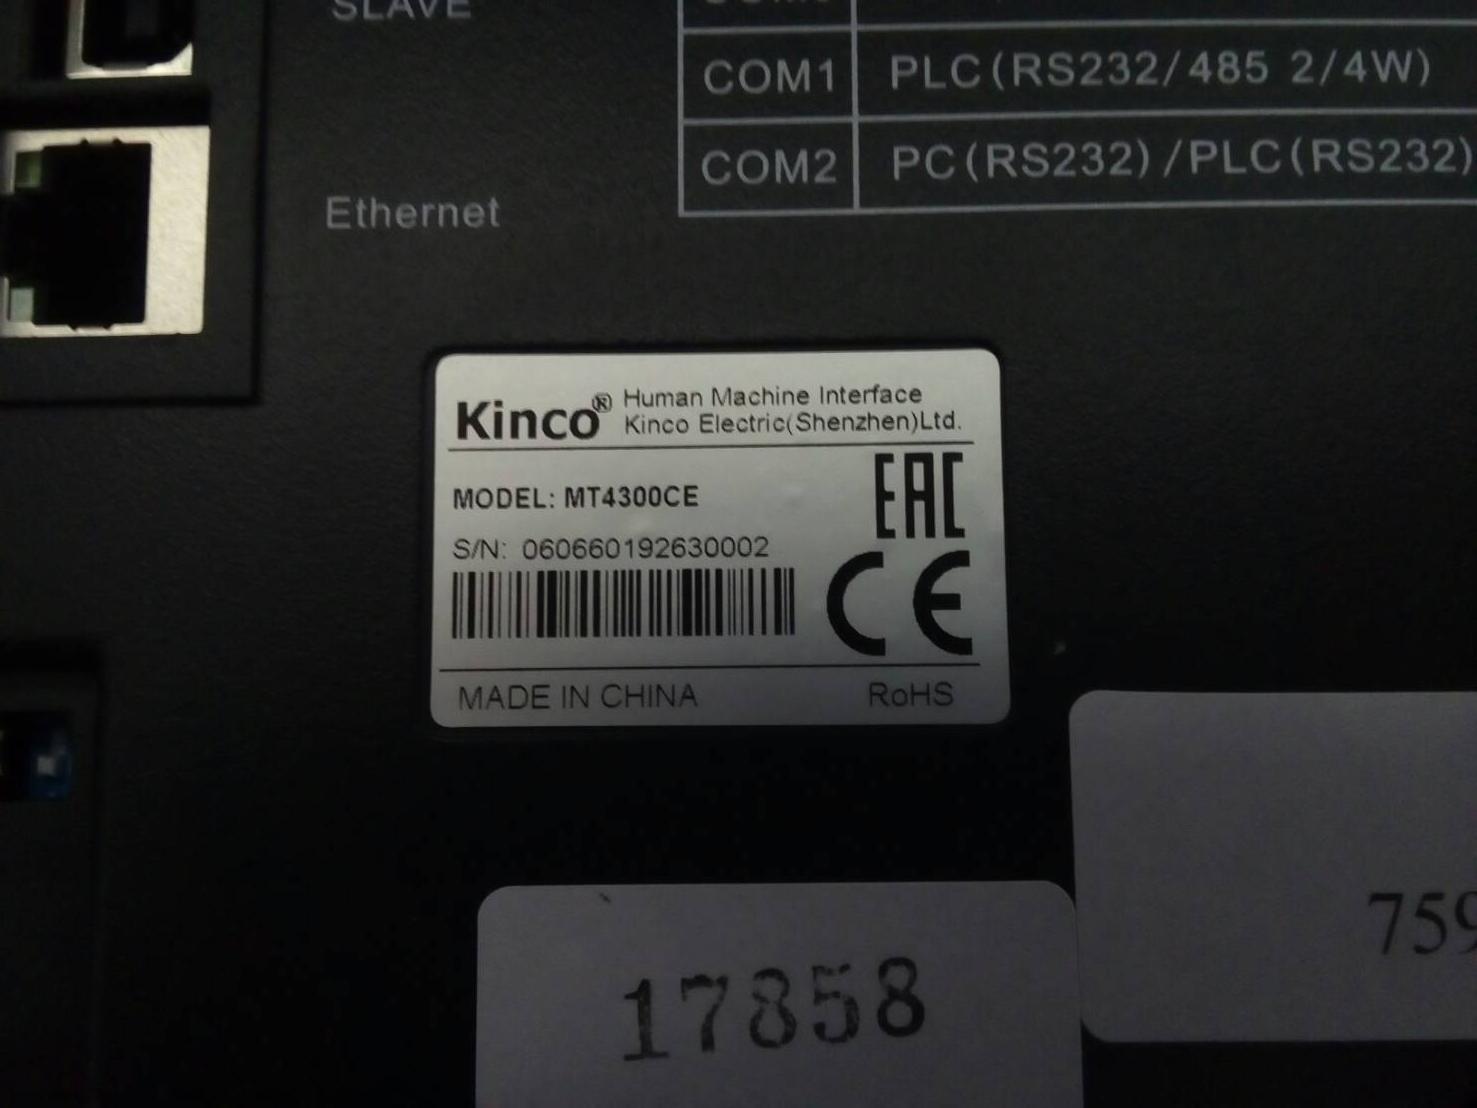 SLAVE
COM1 PLC(RS232/485 2/4W)
COM2 PC(RS232)/PLC(RS232)
Ethernet
Kinco® Human Machine Interface
Kinco Electric(Shenzhen)Ltd.
MODEL: MT4300CE
EAC
S/N: 060660192630002
CE
MADE IN CHINA RoHS
759
17858